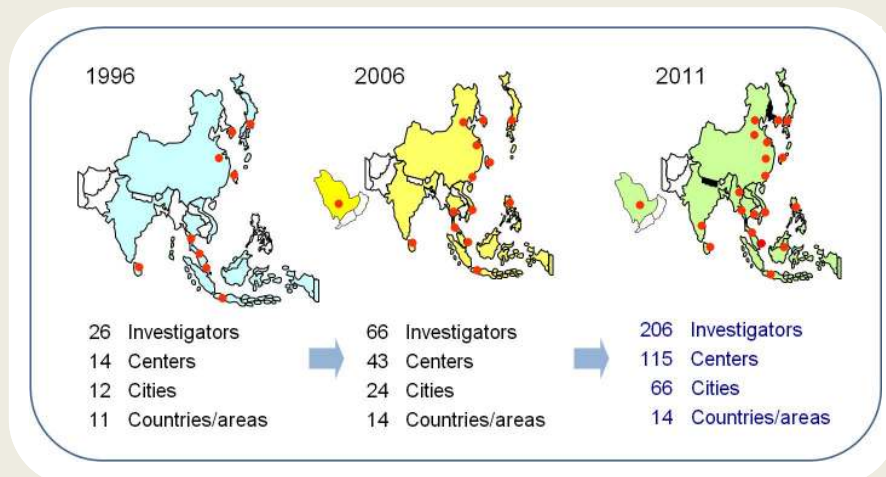 1996
26 Investigators
14 Centers
12 Cities
11 Countries/areas
2006
66 Investigators
43 Centers
24 Cities
14 Countries/areas
2011
206 Investigators
115 Centers
66 Cities
14 Countries/areas